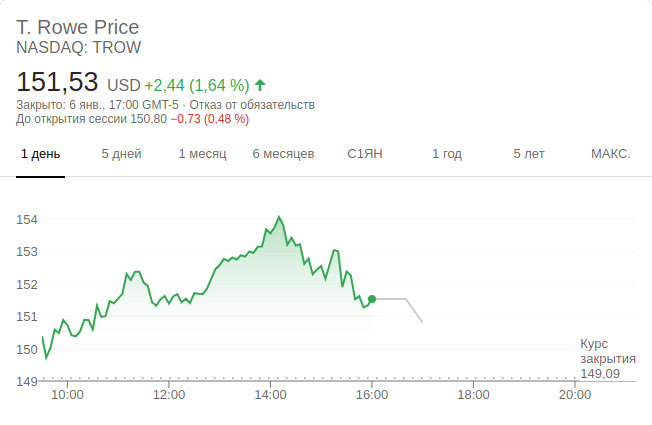 T. Rowe Price
NASDAQ: TROW
151,53 USD +2,44 (1,64 %)
Закрыто: 6 янв., 17:00 GMT-5 · Отказ от обязательств
До открытия сессии 150,80 −0,73 (0,48 %)
1 день 5 дней 1 месяц 6 месяцев С1ЯН 1 год 5 лет МАКС.
154
153
152
151
150
149
Курс
закрытия
149,09
10:00 12:00 14:00 16:00 18:00 20:00